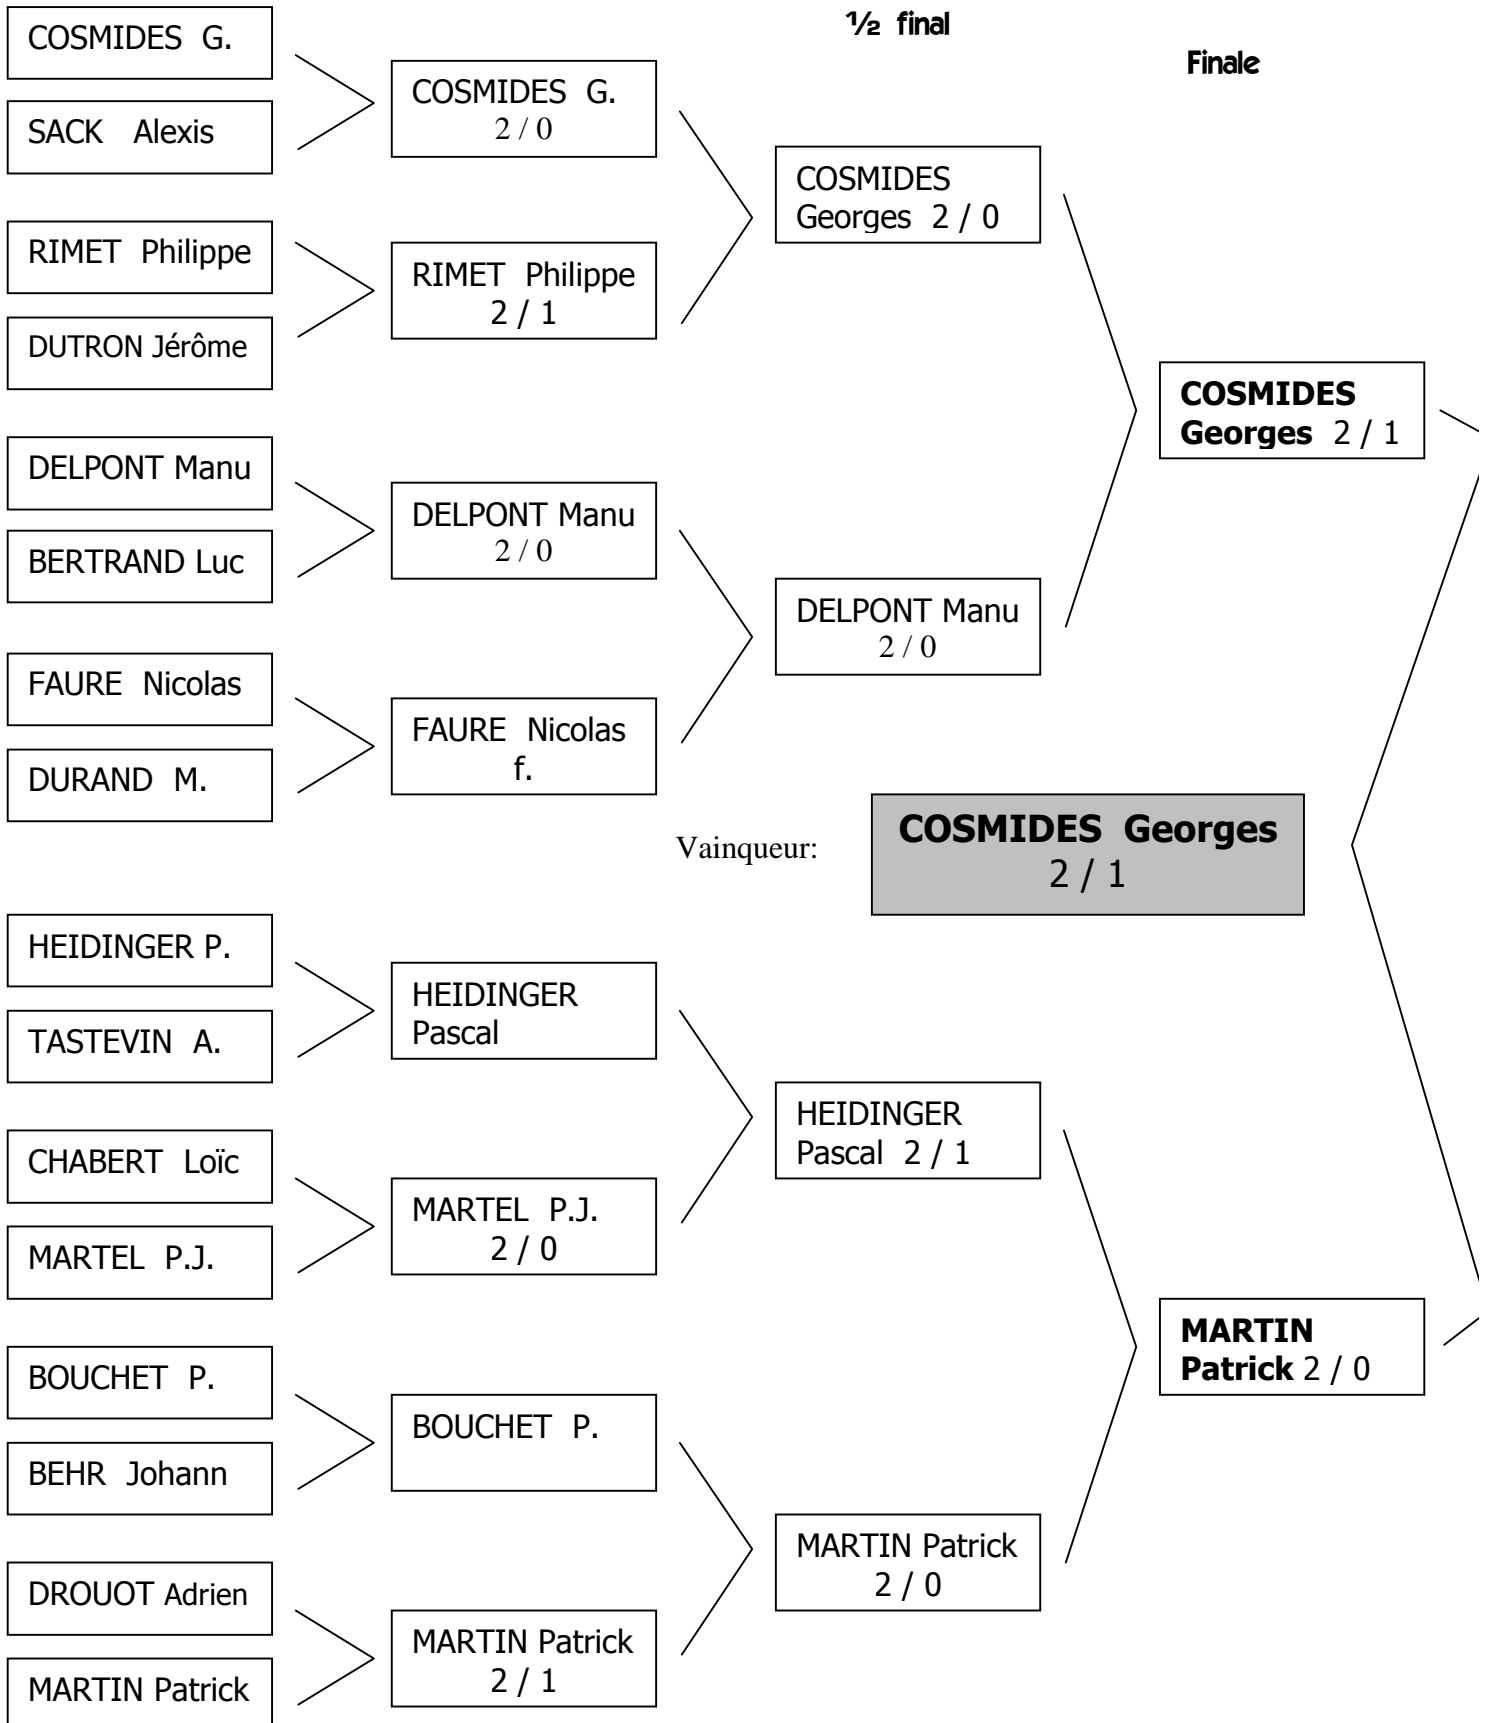 ½ final
Finale
COSMIDES G.
SACK Alexis
RIMET Philippe
DUTRON Jérôme
DELPONT Manu
BERTRAND Luc
FAURE Nicolas
DURAND M.
HEIDINGER P.
TASTEVIN A.
CHABERT Loïc
MARTEL P.J.
BOUCHET P.
BEHR Johann
DROUOT Adrien
MARTIN Patrick
COSMIDES G.
2 / 0
RIMET Philippe
2 / 1
DELPONT Manu
2 / 0
FAURE Nicolas
f.
HEIDINGER
Pascal
MARTEL P.J.
2 / 0
BOUCHET P.
MARTIN Patrick
2 / 1
COSMIDES
Georges 2 / 0
DELPONT Manu
2 / 0
HEIDINGER
Pascal 2 / 1
MARTIN Patrick
2 / 0
COSMIDES
Georges 2 / 1
MARTIN
Patrick 2 / 0
Vainqueur:
COSMIDES Georges
2 / 1